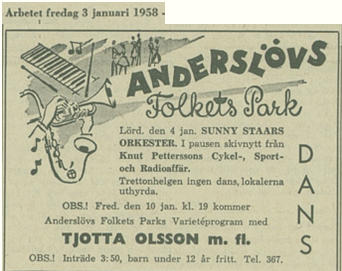 Arbetet fredag 3 januari 1958 -
ANDERSLÖVS
Folkets Park
Lörd. den 4 jan. SUNNY STAARS
ORKESTER. I pausen skivnytt från
Knut Petterssons Cykel-, Sport-
och Radioaffär.
Trettonhelgen ingen dans, lokalerna
uthyrda.
DANS
OBS.! Fred. den 10 jan. kl. 19 kommer
Anderslövs Folkets Parks Varietéprogram med
TJOTTA OLSSON m. fl.
OBS.! Inträde 3:50, barn under 12 år fritt. Tel. 367.